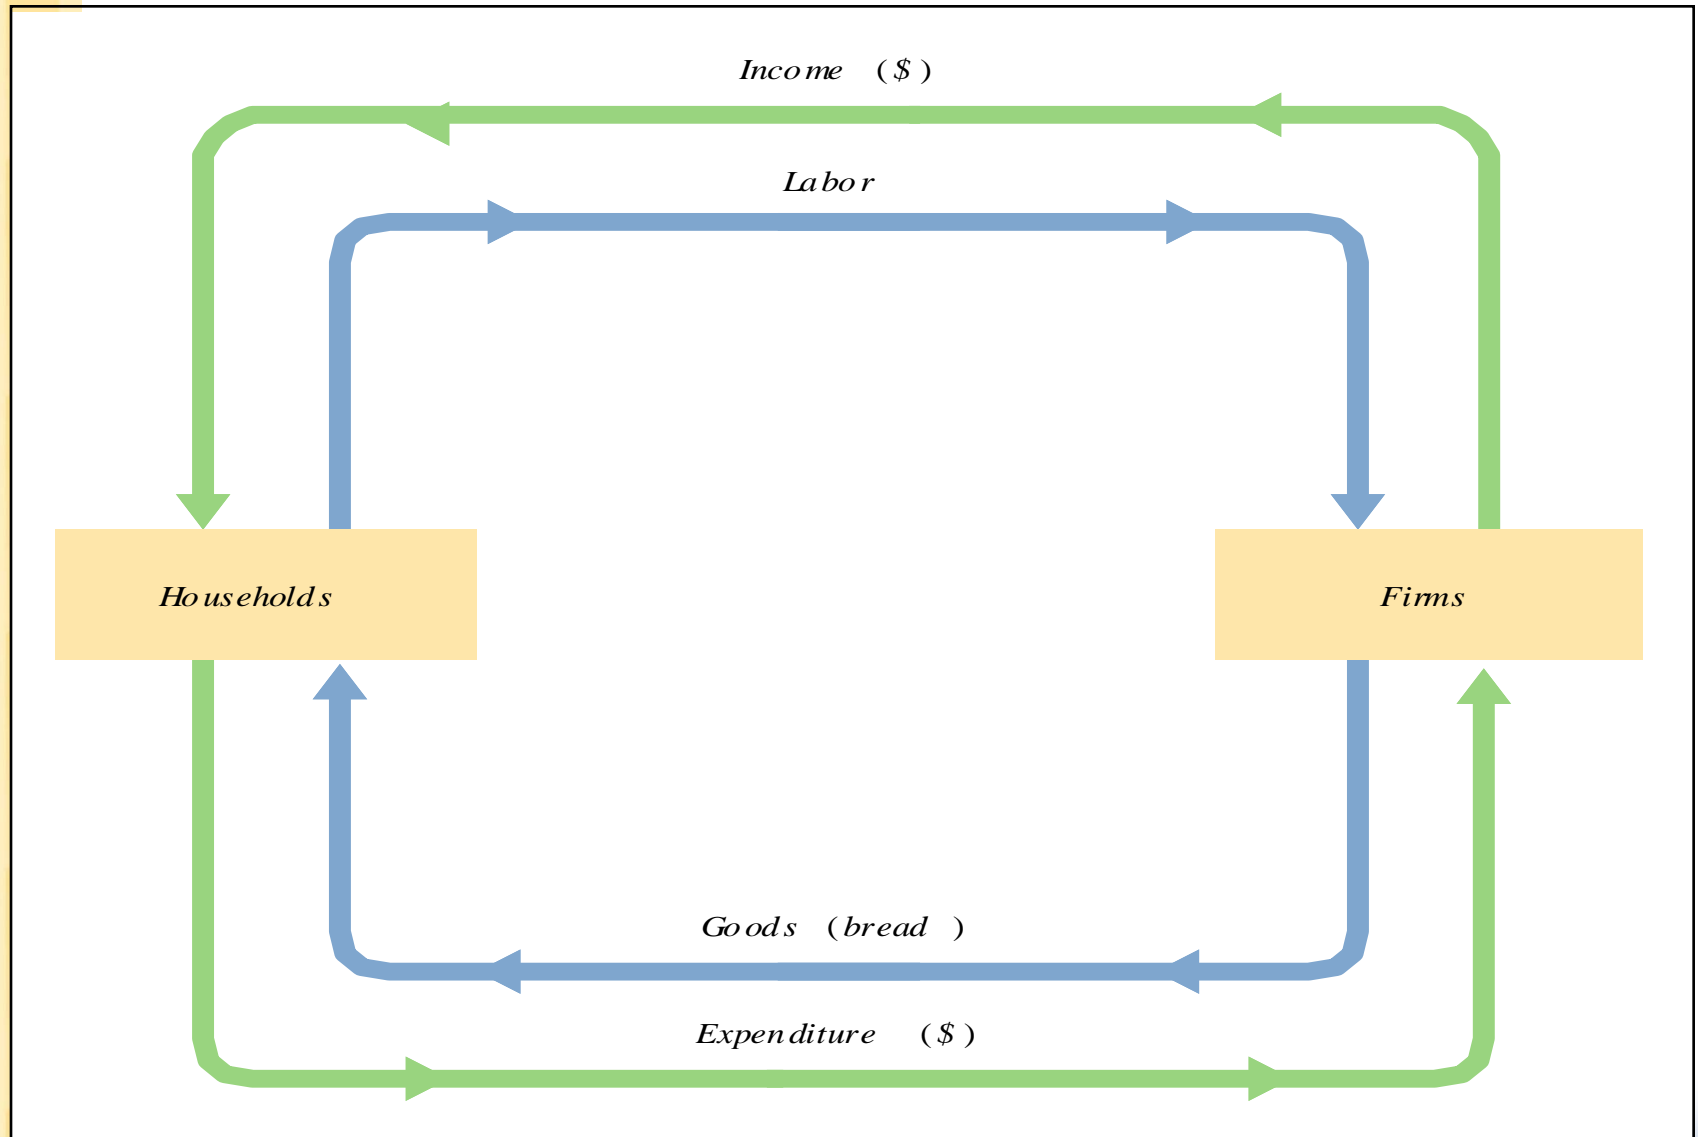 Income ($)
Labor
Households
Firms
Goods (bread)
Expenditure ($)